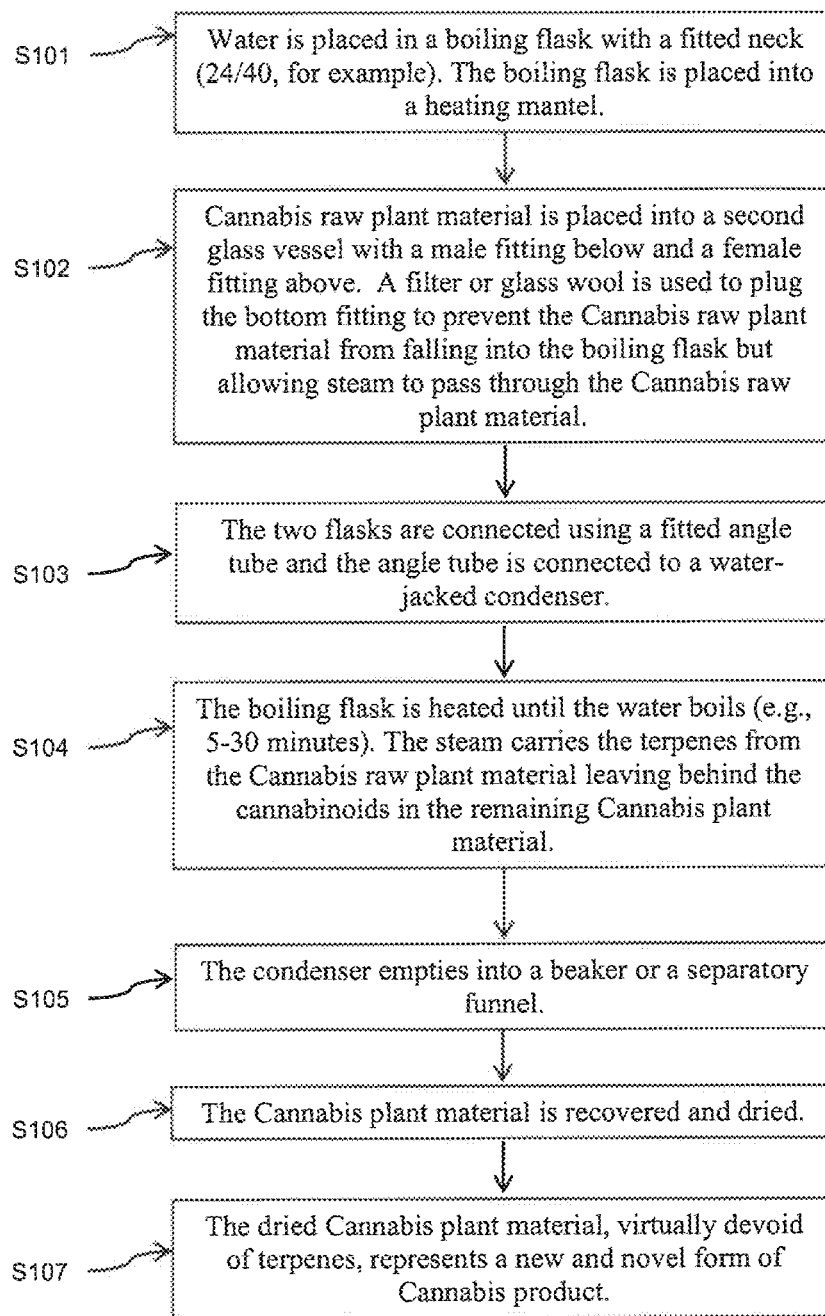 S101
Water is placed in a boiling flask with a fitted neck
(24/40, for example). The boiling flask is placed into
a heating mantel.
S102
Cannabis raw plant material is placed into a second
glass vessel with a male fitting below and a female
fitting above. A filter or glass wool is used to plug
the bottom fitting to prevent the Cannabis raw plant
material from falling into the boiling flask but
allowing steam to pass through the Cannabis raw
plant material.
S103
The two flasks are connected using a fitted angle
tube and the angle tube is connected to a water-
jacked condenser.
S104
The boiling flask is heated until the water boils (e.g.,
5-30 minutes). The steam carries the terpenes from
the Cannabis raw plant material leaving behind the
cannabinoids in the remaining Cannabis plant
material.
S105
The condenser empties into a beaker or a separatory
funnel.
S106
The Cannabis plant material is recovered and dried.
S107
The dried Cannabis plant material, virtually devoid
of terpenes, represents a new and novel form of
Cannabis product.